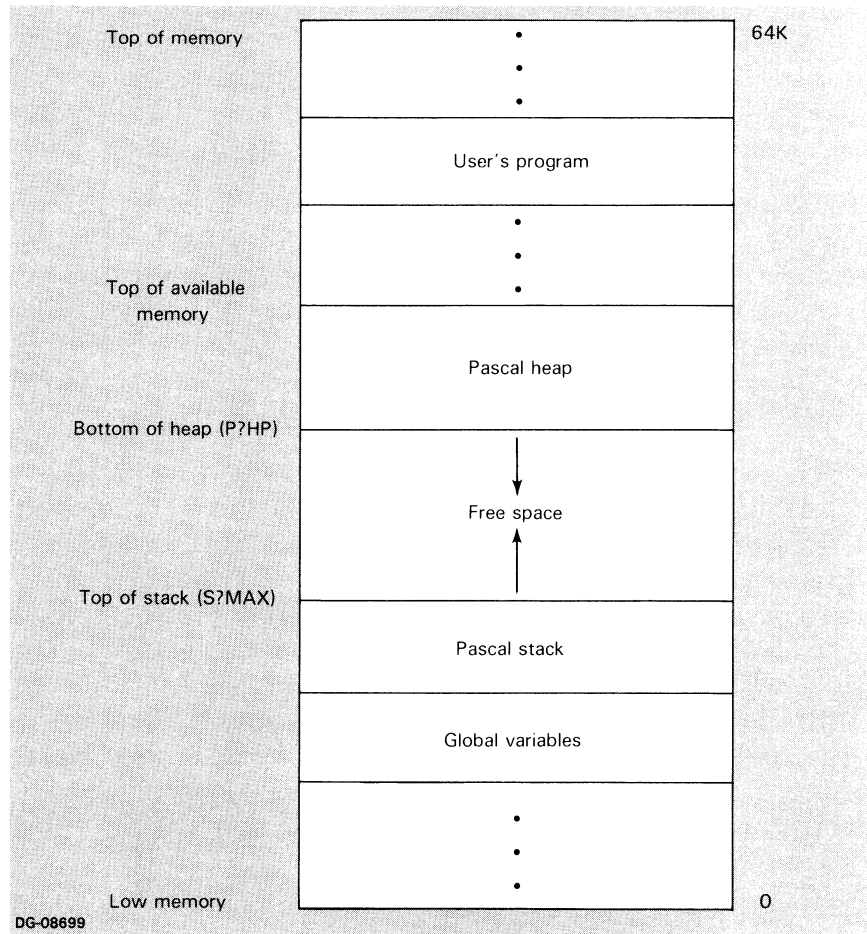 Top of memory
64K
User's program
Top of available
memory
Pascal heap
Bottom of heap (P?HP)
Free space
Top of stack (S?MAX)
Pascal stack
Global variables
Low memory
0
DG-08699